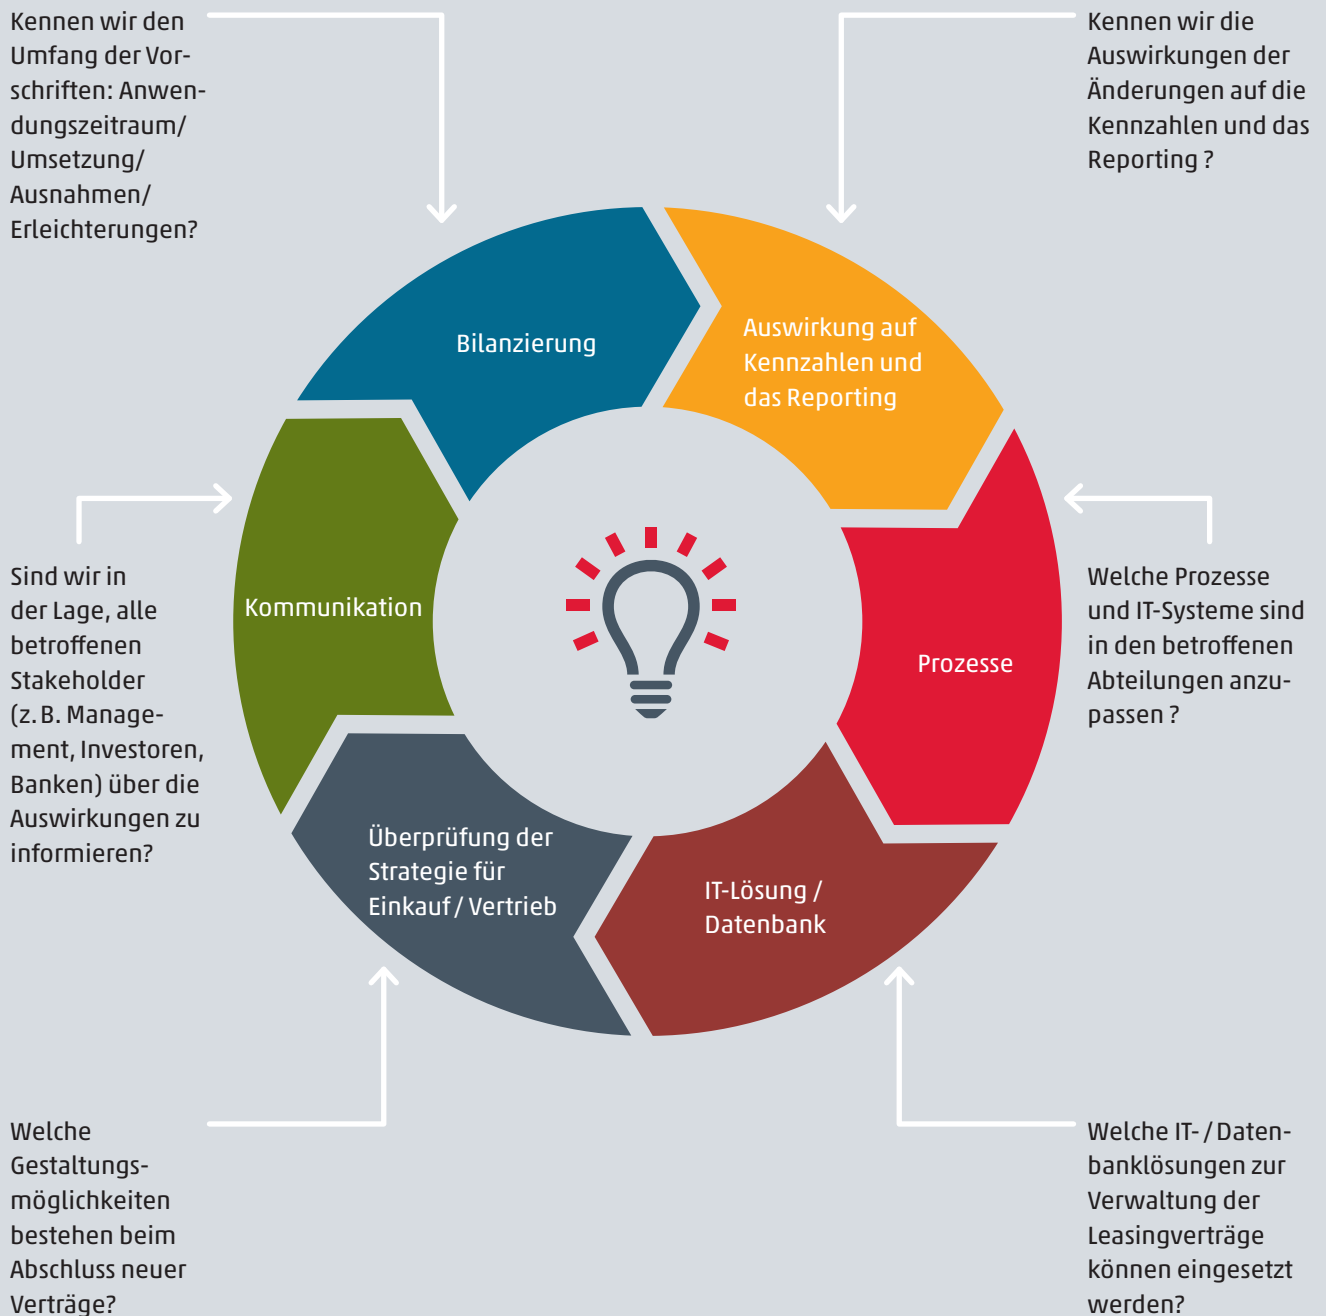 Kennen wir den
Umfang der Vor-
schriften: Anwen-
dungszeitraum/
Umsetzung/
Ausnahmen/
Erleichterungen?
Kennen wir die
Auswirkungen der
Änderungen auf die
Kennzahlen und das
Reporting ?
Bilanzierung
Auswirkung auf
Kennzahlen und
das Reporting
Sind wir in
der Lage, alle
betroffenen
Stakeholder
(z. B. Manage-
ment, Investoren,
Banken) über die
Auswirkungen zu
informieren?
Kommunikation
Prozesse
Welche Prozesse
und IT-Systeme sind
in den betroffenen
Abteilungen anzu-
passen ?
Überprüfung der
Strategie für
Einkauf / Vertrieb
IT-Lösung /
Datenbank
Welche
Gestaltungs-
möglichkeiten
bestehen beim
Abschluss neuer
Verträge?
Welche IT- / Daten-
banklösungen zur
Verwaltung der
Leasingverträge
können eingesetzt
werden?